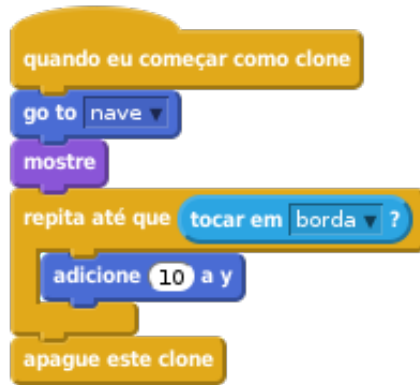 quando eu começar como clone
go to nave
mostre
repita até que tocar em borda ?
adicione 10 a y
apague este clone